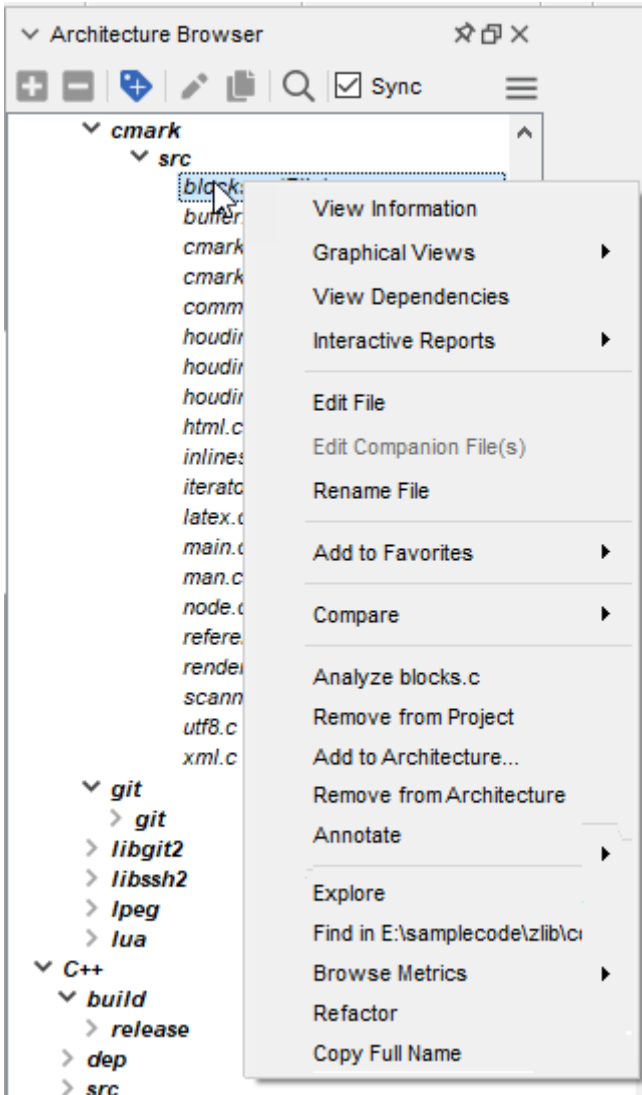 Architecture Browser
Sync
cmark
src
View Information
Graphical Views
cmark
View Dependencies
cmark
Interactive Reports
Edit File
html.c
Edit Companion File(s)
Rename File
Add to Favorites
Compare
Analyze blocks.c
Remove from Project
utf8.c
Add to Architecture...
xml.c
Remove from Architecture
git
Annotate
git
libgit2
libssh2
Explore
lpeg
Find in E:\samplecode\zlib\
lua
Browse Metrics
C++
build
Refactor
release
Copy Full Name
dep
src